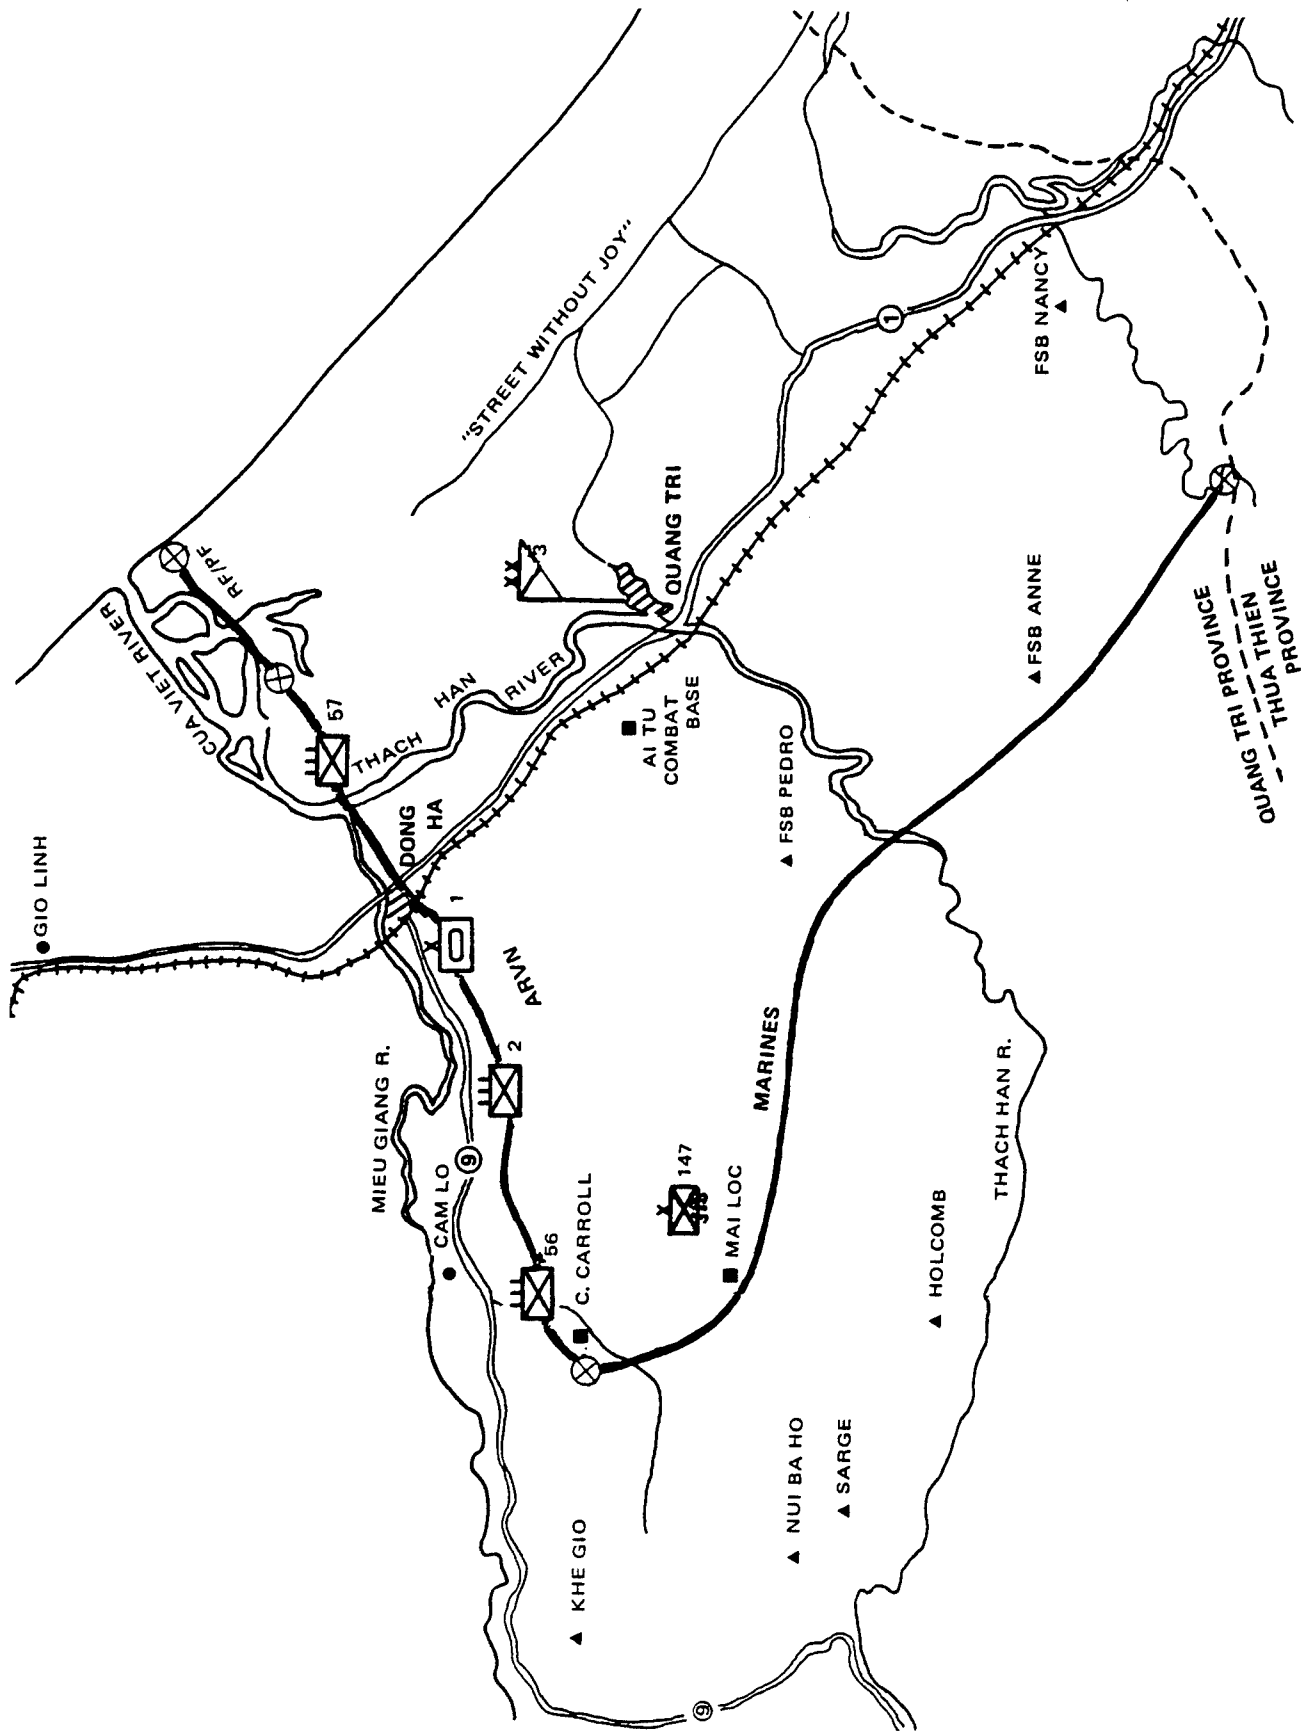 GIO LINH
CUA VIET RIVER
RF/PF
57
THACH
HAN
RIVER
DONG
HA
1
ARVN
2
MIEU GIANG R.
CAM LO
9
56
C. CARROLL
147
MAI LOC
MARINES
KHE GIO
NUI BA HO
SARGE
HOLCOMB
THACH HAN R.
9
"STREET WITHOUT JOY"
XX
3
QUANG TRI
AI TU
COMBAT
BASE
FSB PEDRO
FSB ANNE
FSB NANCY
1
QUANG TRI PROVINCE
THUA THIEN
PROVINCE